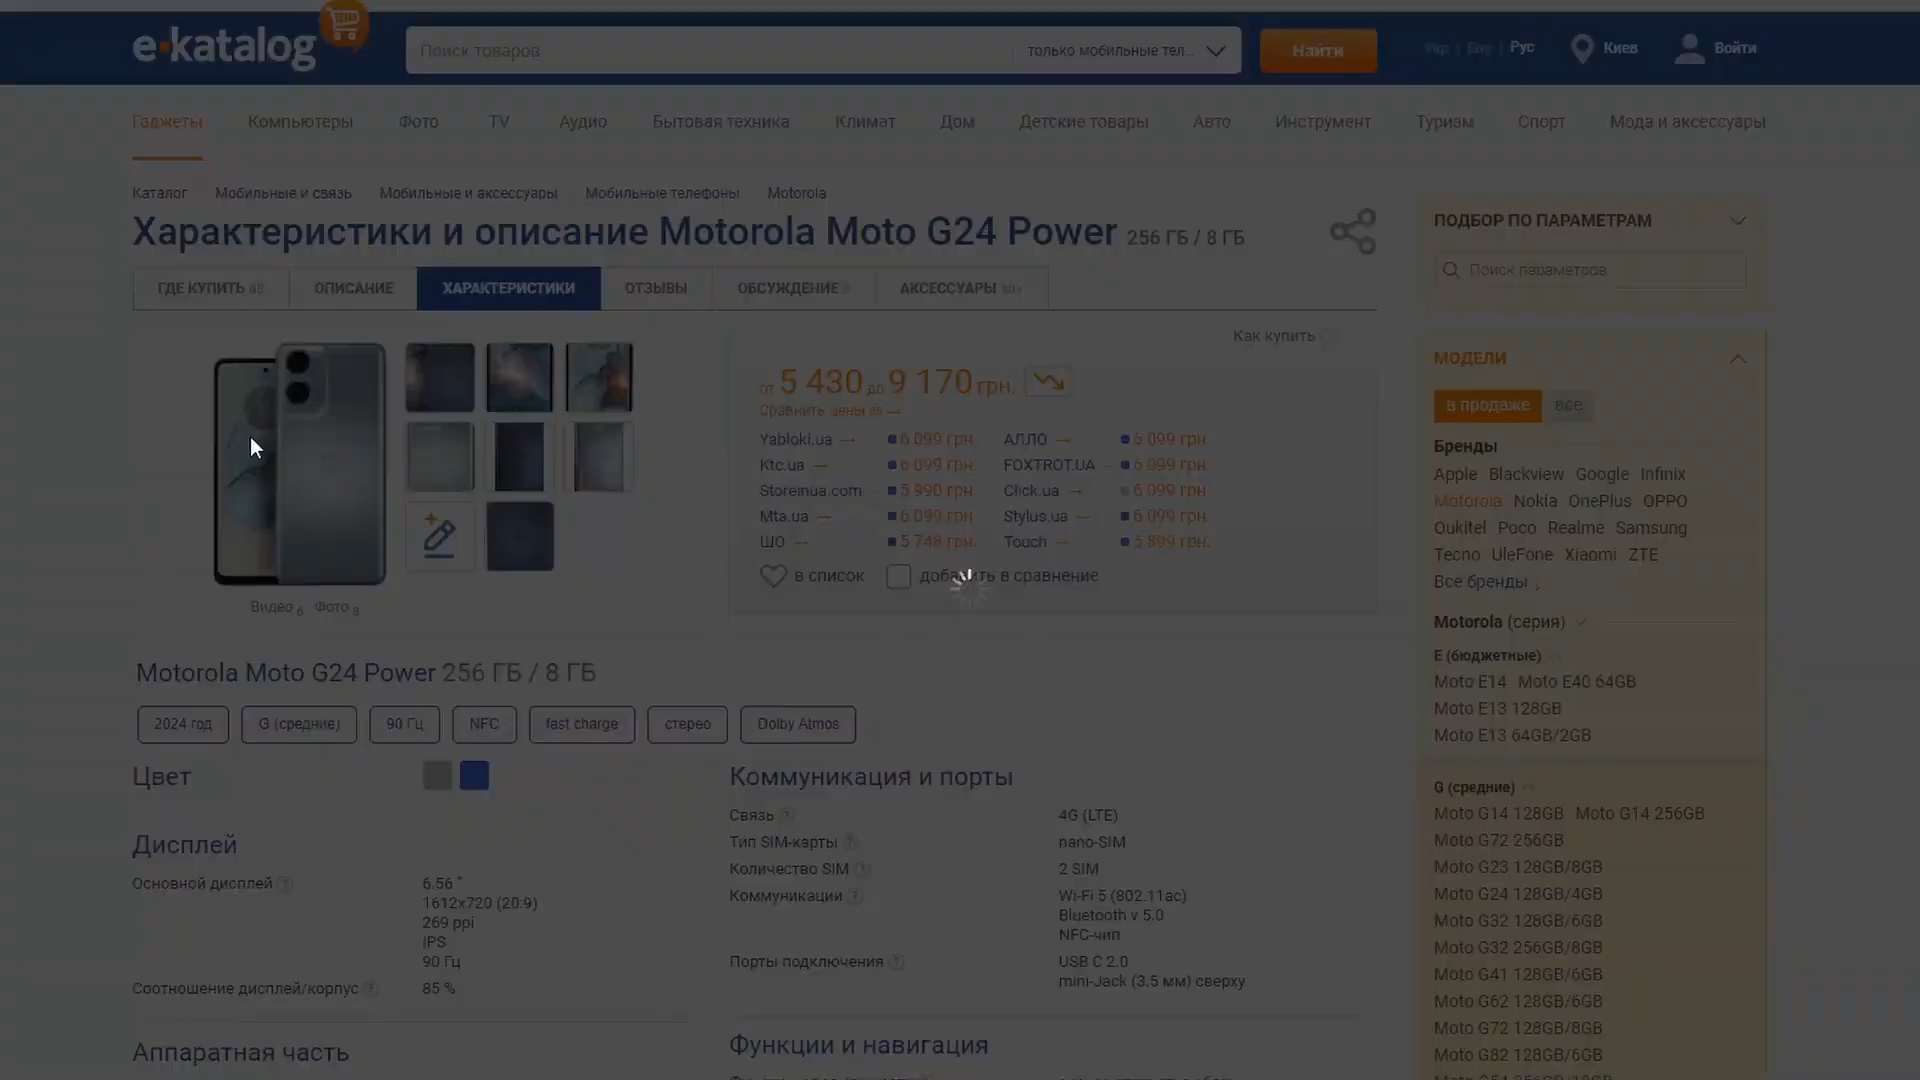 e-katalog
Поиск товаров
только мобильные тел...
Найти
Рус
Киев
Войти
Гаджеты Компьютеры Фото TV Аудио Бытовая техника Климат Дом Детские товары Авто Инструмент Туризм Спорт Мода и аксессуары
Каталог Мобильные и связь Мобильные и аксессуары Мобильные телефоны Motorola
Характеристики и описание Motorola Moto G24 Power 256 ГБ / 8 ГБ
ГДЕ КУПИТЬ ОПИСАНИЕ ХАРАКТЕРИСТИКИ ОТЗЫВЫ ОБСУЖДЕНИЕ АКСЕССУАРЫ
Как купить
от 5 430 до 9 170 грн.
Сравнить цены
Yabloki.ua → 6 099 грн. АЛЛО → 6 099 грн.
Ktc.ua → 6 099 грн. FOXTROT.UA → 6 099 грн.
Storeinua.com 5 990 грн. Click.ua → 6 099 грн.
Mta.ua → 6 099 грн. Stylus.ua → 6 099 грн.
ШО → 5 748 грн. Touch → 5 899 грн.
в список добавить в сравнение
Видео 6 Фото 8
Motorola Moto G24 Power 256 ГБ / 8 ГБ
2024 год G (средние) 90 Гц NFC fast charge стерео Dolby Atmos
Цвет
Дисплей
Основной дисплей
6.56 "
1612x720 (20:9)
269 ppi
IPS
90 Гц
Соотношение дисплей/корпус 85 %
Аппаратная часть
Коммуникация и порты
Связь 4G (LTE)
Тип SIM-карты nano-SIM
Количество SIM 2 SIM
Коммуникации Wi-Fi 5 (802.11ac)
Bluetooth v 5.0
NFC-чип
Порты подключения USB C 2.0
mini-Jack (3.5 мм) сверху
Функции и навигация
ПОДБОР ПО ПАРАМЕТРАМ
Поиск параметров
МОДЕЛИ
в продаже все
Бренды
Apple Blackview Google Infinix
Motorola Nokia OnePlus OPPO
Oukitel Poco Realme Samsung
Tecno UleFone Xiaomi ZTE
Все бренды
Motorola (серия)
E (бюджетные)
Moto E14 Moto E40 64GB
Moto E13 128GB
Moto E13 64GB/2GB
G (средние)
Moto G14 128GB Moto G14 256GB
Moto G72 256GB
Moto G23 128GB/8GB
Moto G24 128GB/4GB
Moto G32 128GB/6GB
Moto G32 256GB/8GB
Moto G41 128GB/6GB
Moto G62 128GB/6GB
Moto G72 128GB/8GB
Moto G82 128GB/6GB